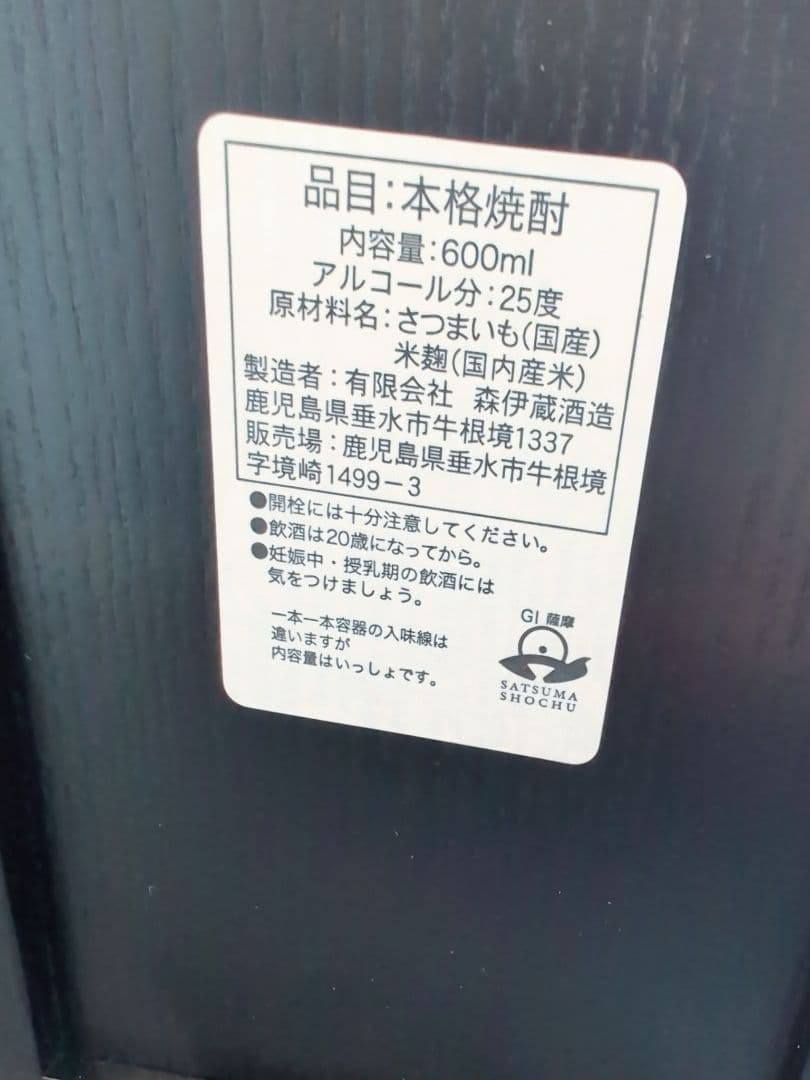 品目:本格焼酎
内容量:600ml
アルコール分:25度
原材料名:さつまいも(国産)
米麹(国内産米)
製造者:有限会社 森伊蔵酒造
鹿児島県垂水市牛根境1337
販売場:鹿児島県垂水市牛根境
字境崎1499-3
●開栓には十分注意してください。
●飲酒は20歳になってから。
●妊娠中・授乳期の飲酒には
気をつけましょう。
一本一本容器の入味線は
違いますが
内容量はいっしょです。
GI 薩摩
SATSUMA
SHOCHU